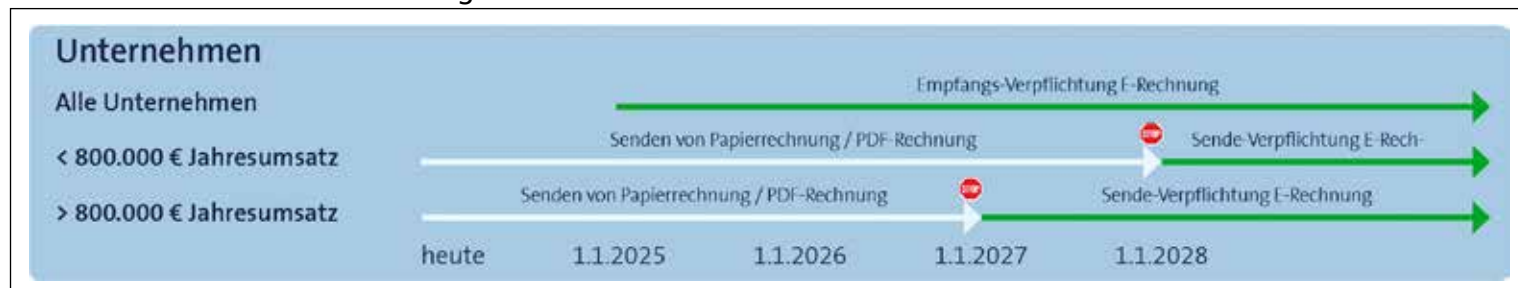 Unternehmen
Empfangs-Verpflichtung E-Rechnung
Alle Unternehmen
Senden von Papierrechnung / PDF-Rechnung STOP Sende-Verpflichtung E-Rech-
< 800.000 € Jahresumsatz
Senden von Papierrechnung / PDF-Rechnung STOP Sende-Verpflichtung E-Rechnung
> 800.000 € Jahresumsatz
heute 1.1.2025 1.1.2026 1.1.2027 1.1.2028